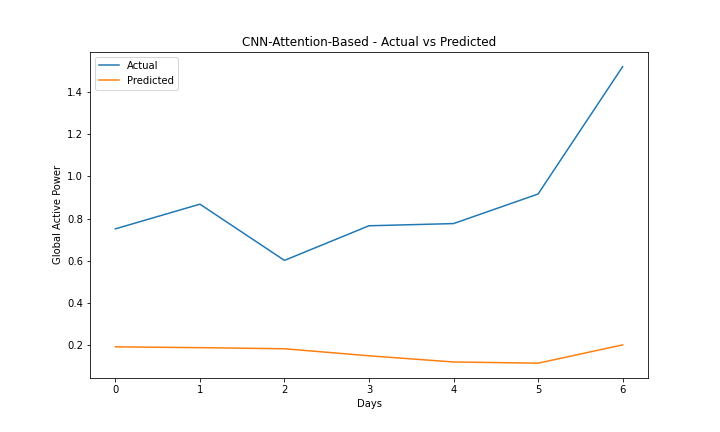 CNN-Attention-Based - Actual vs Predicted
Actual
Predicted
Global Active Power
1.4
1.2
1.0
0.8
0.6
0.4
0.2
0 1 2 3 4 5 6
Days